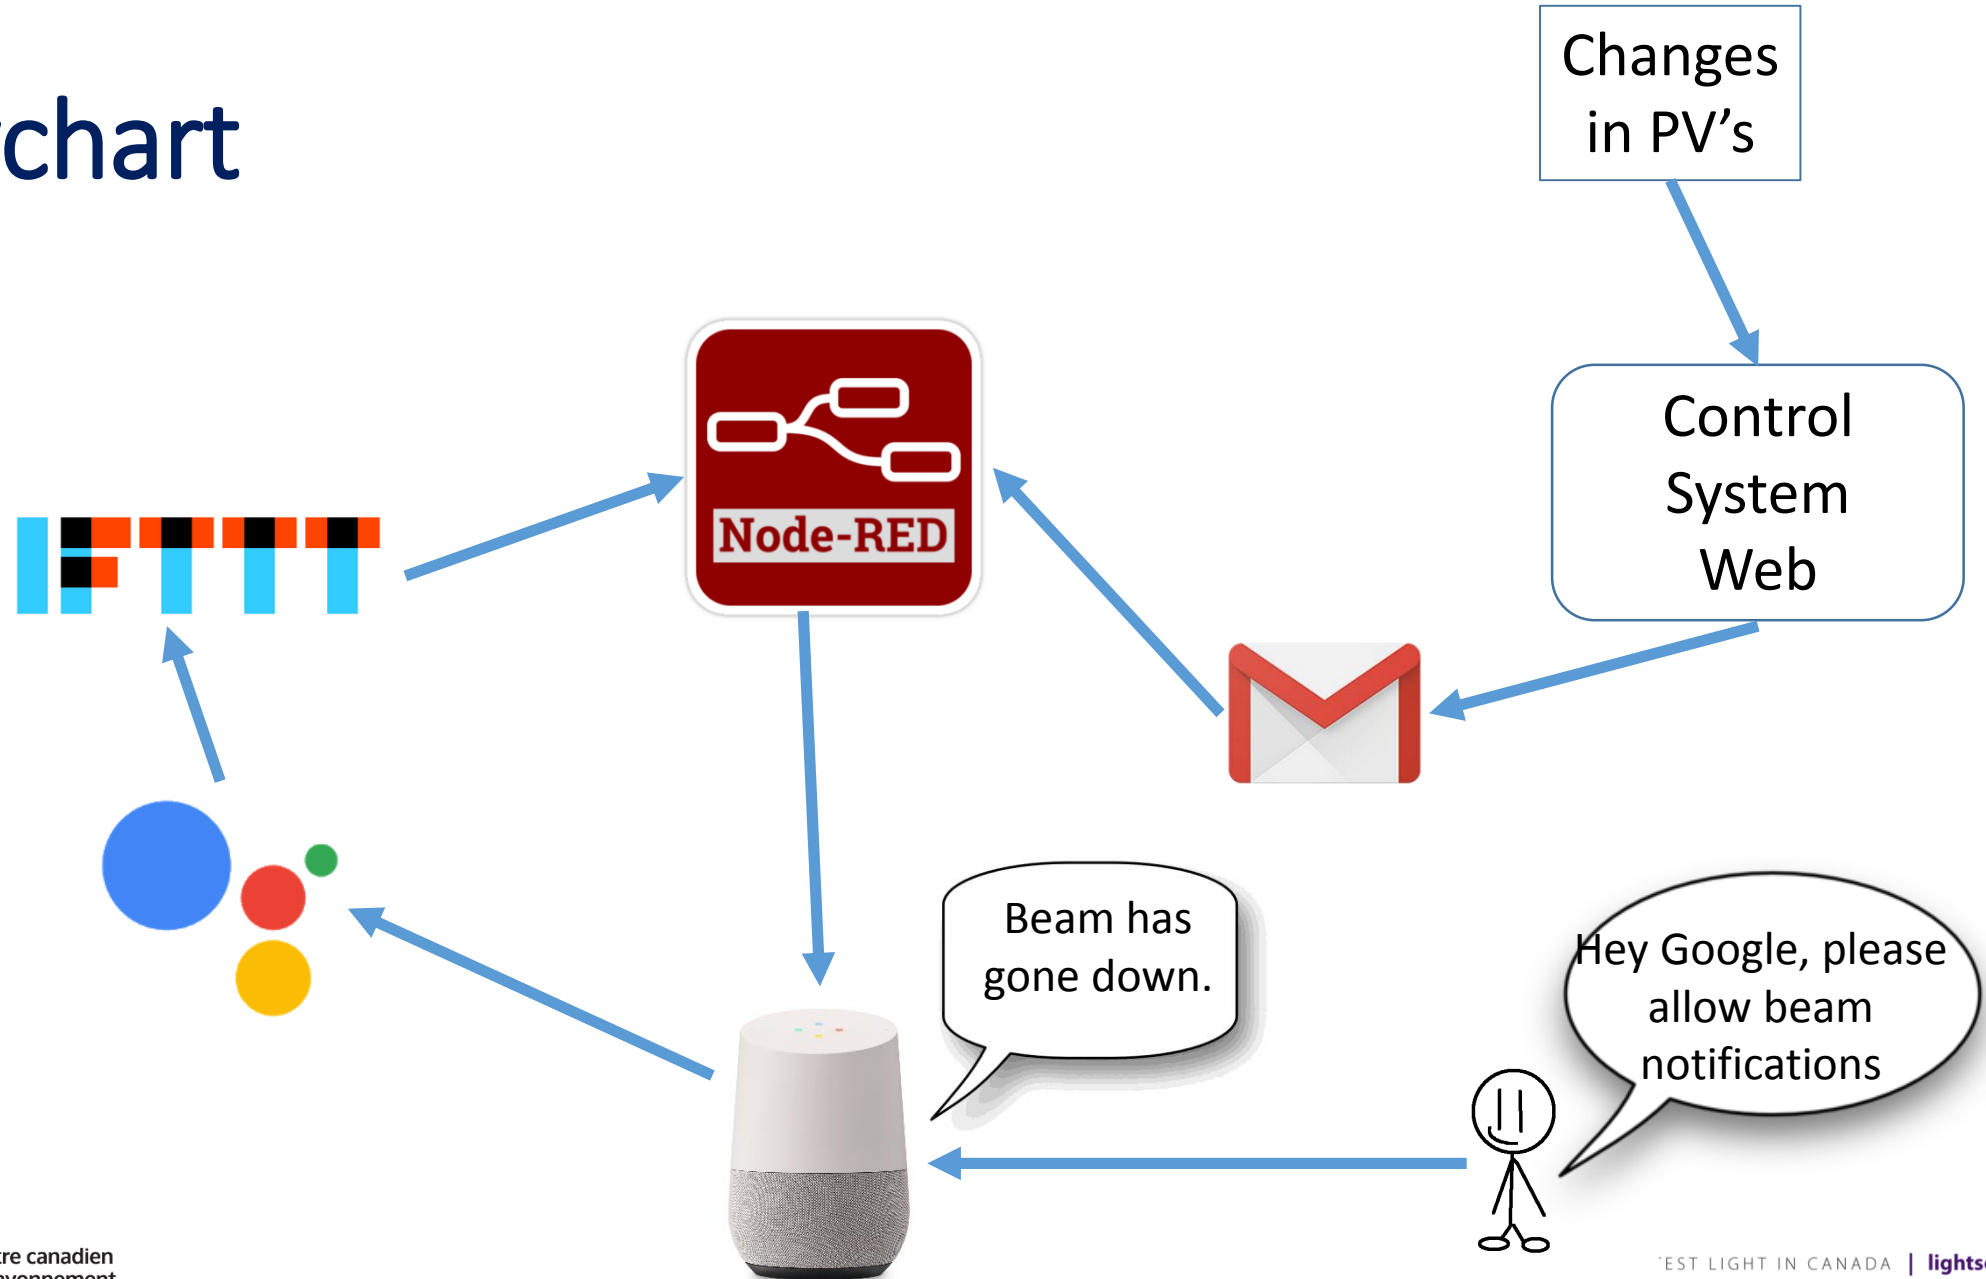 chart
Changes
in PV's
Control
System
Web
Node-RED
IFTTT
Beam has
gone down.
Hey Google, please
allow beam
notifications
canadien
EST LIGHT IN CANADA |